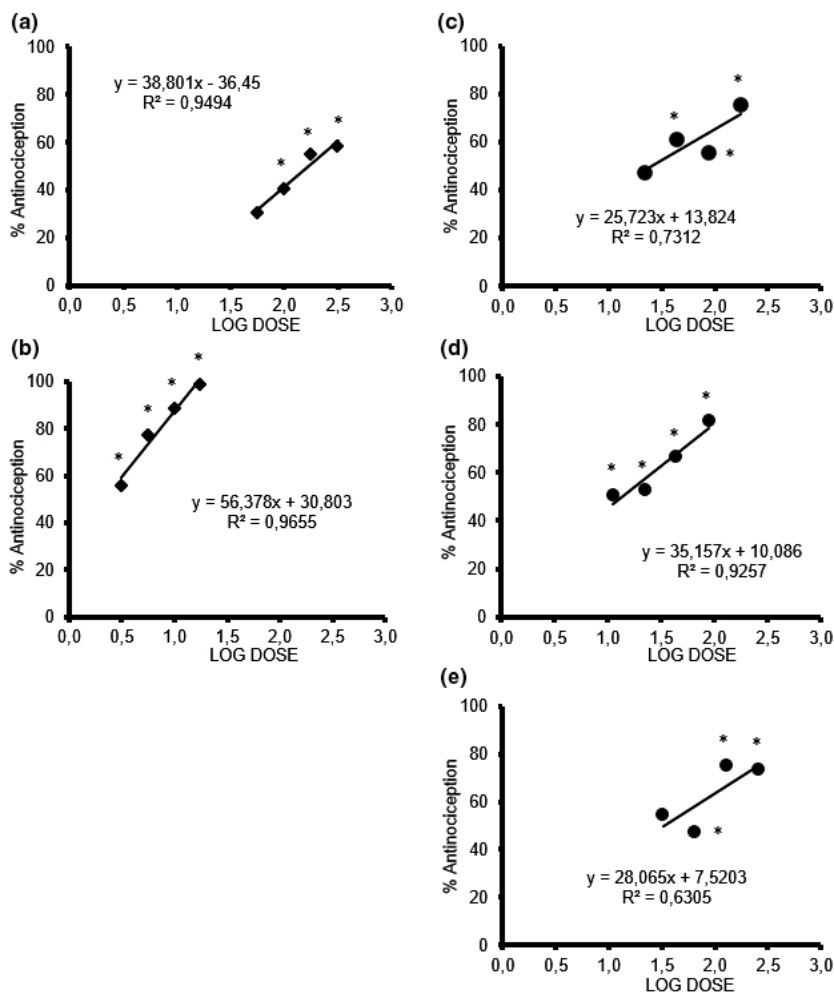 (a)
100
80
60
40
20
0
% Antinociception
y = 38,801x - 36,45
R² = 0,9494
*
*
*
0,0 0,5 1,0 1,5 2,0 2,5 3,0
LOG DOSE
(b)
100
80
60
40
20
0
% Antinociception
*
*
*
*
y = 56,378x + 30,803
R² = 0,9655
0,0 0,5 1,0 1,5 2,0 2,5 3,0
LOG DOSE
(c)
100
80
60
40
20
0
% Antinociception
*
*
*
y = 25,723x + 13,824
R² = 0,7312
0,0 0,5 1,0 1,5 2,0 2,5 3,0
LOG DOSE
(d)
100
80
60
40
20
0
% Antinociception
*
*
*
*
y = 35,157x + 10,086
R² = 0,9257
0,0 0,5 1,0 1,5 2,0 2,5 3,0
LOG DOSE
(e)
100
80
60
40
20
0
% Antinociception
*
*
*
y = 28,065x + 7,5203
R² = 0,6305
0,0 0,5 1,0 1,5 2,0 2,5 3,0
LOG DOSE